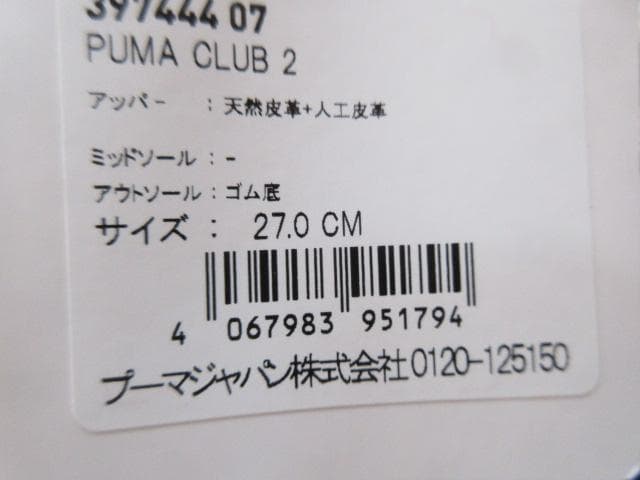 397444 07
PUMA CLUB 2
アッパー : 天然皮革+人工皮革
ミッドソール : -
アウトソール : ゴム底
サイズ : 27.0 CM
4 067983 951794
プーマジャパン株式会社0120-125150